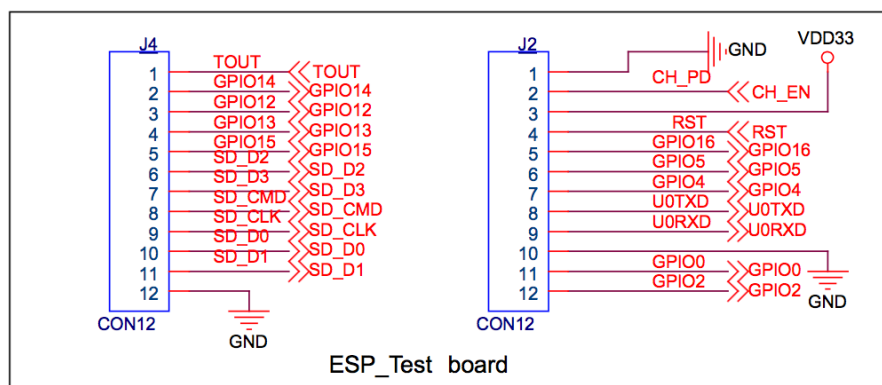 J4
TOUT
1 TOUT
GPIO14
2 GPIO14
GPIO12
3 GPIO12
GPIO13
4 GPIO13
GPIO15
5 GPIO15
SD_D2
6 SD_D2
SD_D3
7 SD_D3
SD_CMD
8 SD_CMD
SD_CLK
9 SD_CLK
SD_D0
10 SD_D0
SD_D1
11 SD_D1
12
CON12
GND
J2
VDD33
GND
1
CH_PD
2 CH_EN
3
RST
4 RST
GPIO16
5 GPIO16
GPIO5
6 GPIO5
GPIO4
7 GPIO4
U0TXD
8 U0TXD
U0RXD
9 U0RXD
10
GPIO0
11 GPIO0
GPIO2
12 GPIO2
GND
CON12
ESP_Test board